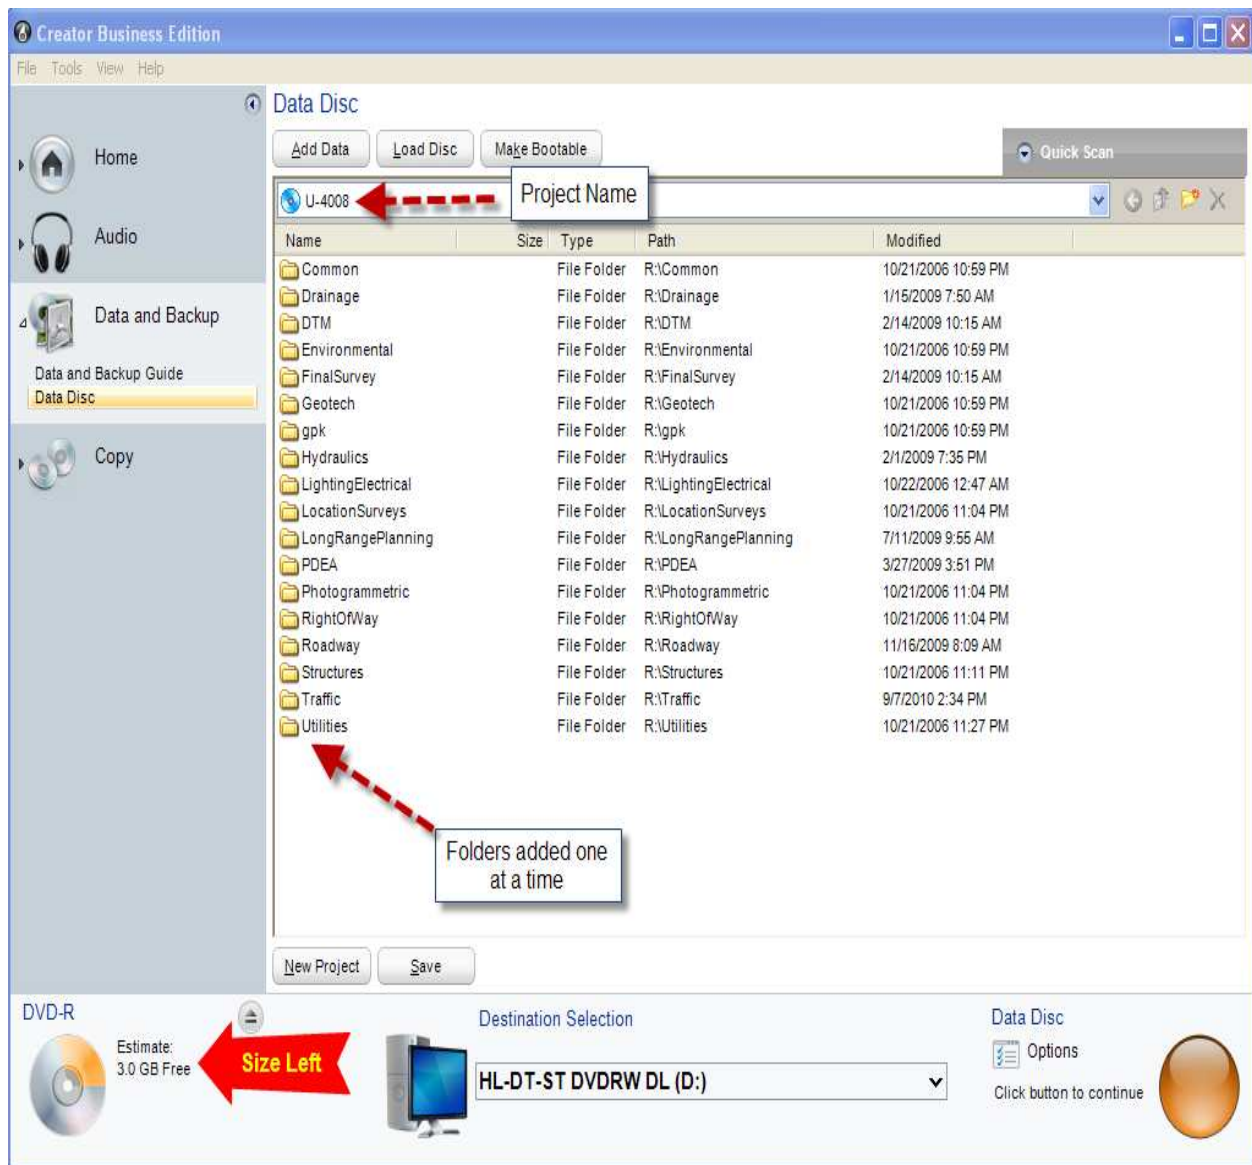 Creator Business Edition
File Tools View Help
Data Disc
Add Data Load Disc Make Bootable
Quick Scan
Home
Audio
Data and Backup
Data and Backup Guide
Data Disc
Copy
U-4008
Project Name
Name Size Type Path Modified
Common File Folder R:\Common 10/21/2006 10:59 PM
Drainage File Folder R:\Drainage 1/15/2009 7:50 AM
DTM File Folder R:\DTM 2/14/2009 10:15 AM
Environmental File Folder R:\Environmental 10/21/2006 10:59 PM
FinalSurvey File Folder R:\FinalSurvey 2/14/2009 10:15 AM
Geotech File Folder R:\Geotech 10/21/2006 10:59 PM
gpk File Folder R:\gpk 10/21/2006 10:59 PM
Hydraulics File Folder R:\Hydraulics 2/1/2009 7:35 PM
LightingElectrical File Folder R:\LightingElectrical 10/22/2006 12:47 AM
LocationSurveys File Folder R:\LocationSurveys 10/21/2006 11:04 PM
LongRangePlanning File Folder R:\LongRangePlanning 7/11/2009 9:55 AM
PDEA File Folder R:\PDEA 3/27/2009 3:51 PM
Photogrammetric File Folder R:\Photogrammetric 10/21/2006 11:04 PM
RightOfWay File Folder R:\RightOfWay 10/21/2006 11:04 PM
Roadway File Folder R:\Roadway 11/16/2009 8:09 AM
Structures File Folder R:\Structures 10/21/2006 11:11 PM
Traffic File Folder R:\Traffic 9/7/2010 2:34 PM
Utilities File Folder R:\Utilities 10/21/2006 11:27 PM
Folders added one
at a time
New Project Save
DVD-R
Estimate:
3.0 GB Free
Size Left
Destination Selection
HL-DT-ST DVDRW DL (D:)
Data Disc
Options
Click button to continue